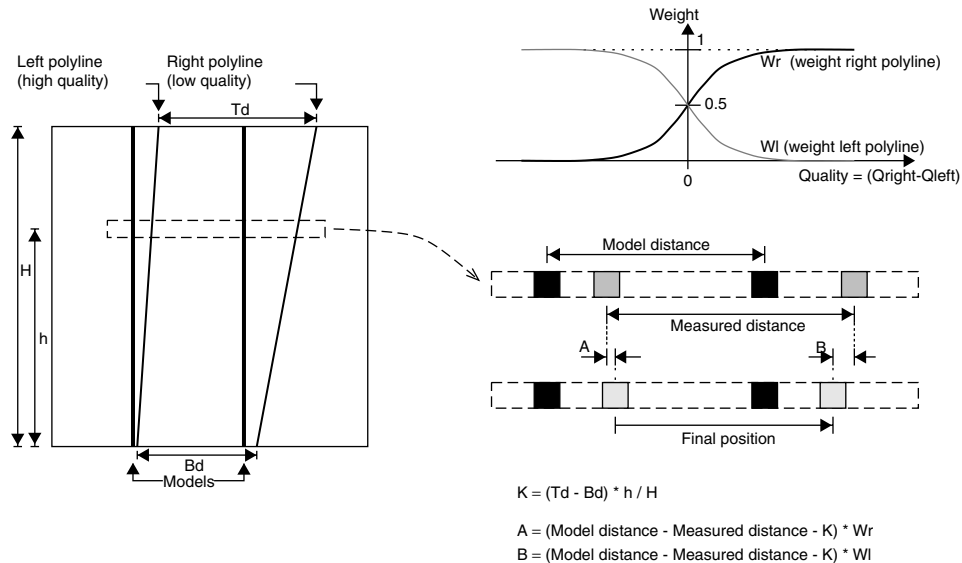 Left polyline
(high quality)
Right polyline
(low quality)
Td
H
h
Bd
Models
Weight
1
Wr (weight right polyline)
0.5
Wl (weight left polyline)
0
Quality = (Qright-Qleft)
Model distance
Measured distance
A
B
Final position
K = (Td - Bd) * h / H
A = (Model distance - Measured distance - K) * Wr
B = (Model distance - Measured distance - K) * Wl